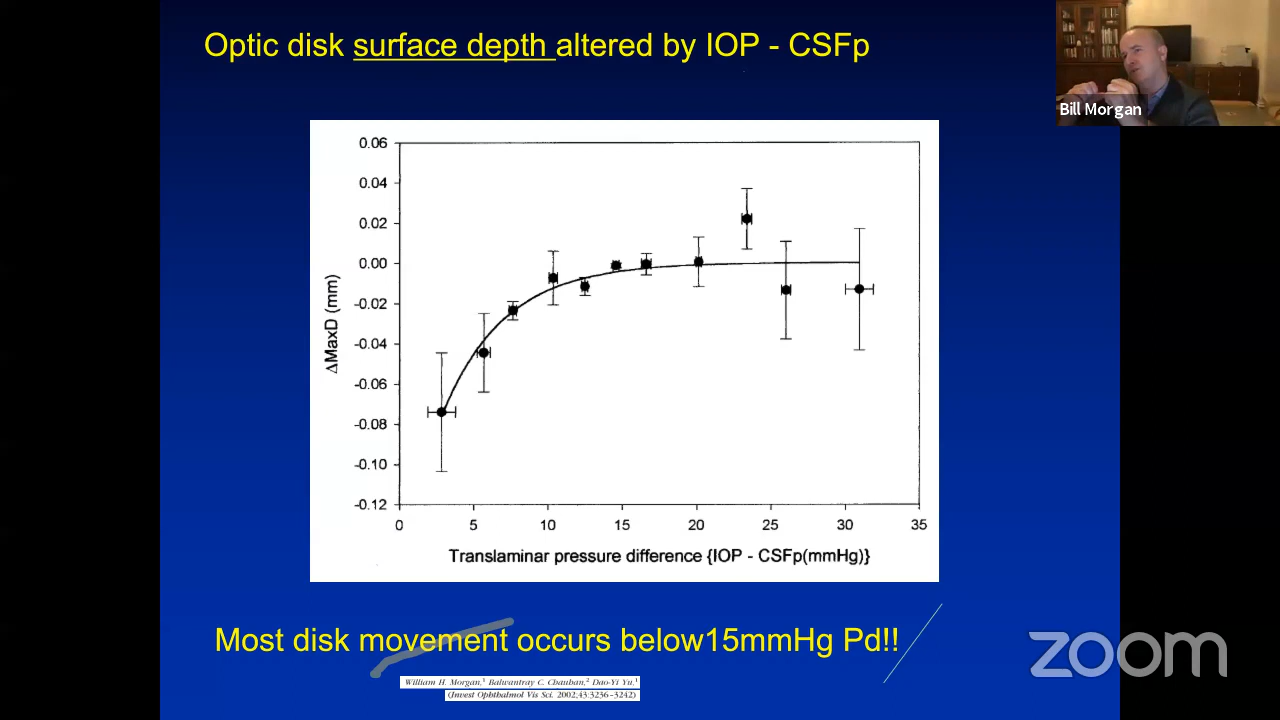 Optic disk surface depth altered by IOP - CSFp
Bill Morgan
0.06
0.04
0.02
0.00
-0.02
-0.04
-0.06
-0.08
-0.10
-0.12
ΔMaxD (mm)
0 5 10 15 20 25 30 35
Translaminar pressure difference {IOP - CSFp(mmHg)}
Most disk movement occurs below15mmHg Pd!!
William H. Morgan,¹ Balwantray C. Chauhan,² Dao-Yi Yu,¹
(Invest Ophthalmol Vis Sci. 2002;43:3236–3242)
zoom